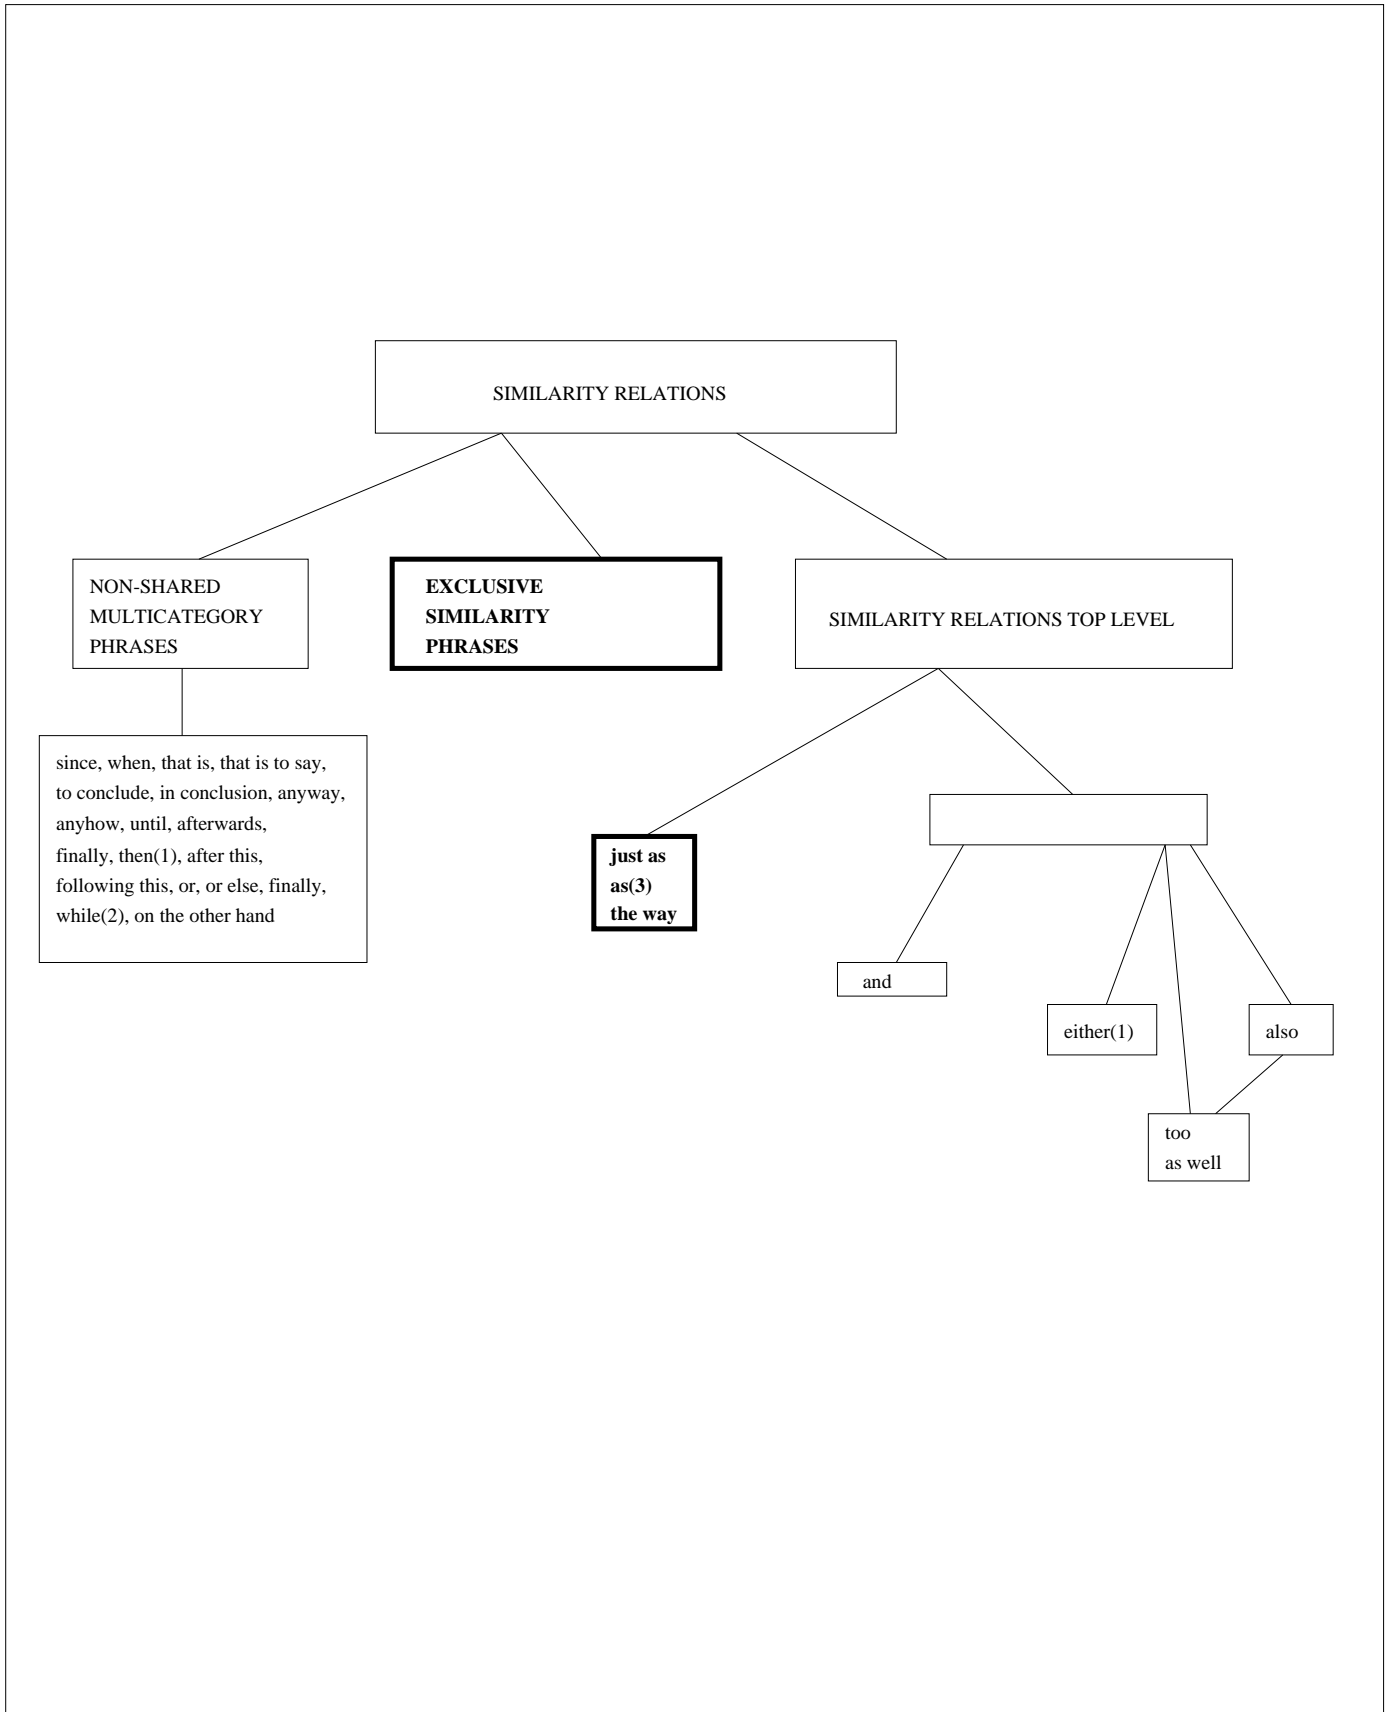 SIMILARITY RELATIONS
NON-SHARED
MULTICATEGORY
PHRASES
EXCLUSIVE
SIMILARITY
PHRASES
SIMILARITY RELATIONS TOP LEVEL
since, when, that is, that is to say,
to conclude, in conclusion, anyway,
anyhow, until, afterwards,
finally, then(1), after this,
following this, or, or else, finally,
while(2), on the other hand
just as
as(3)
the way
and
either(1)
also
too
as well